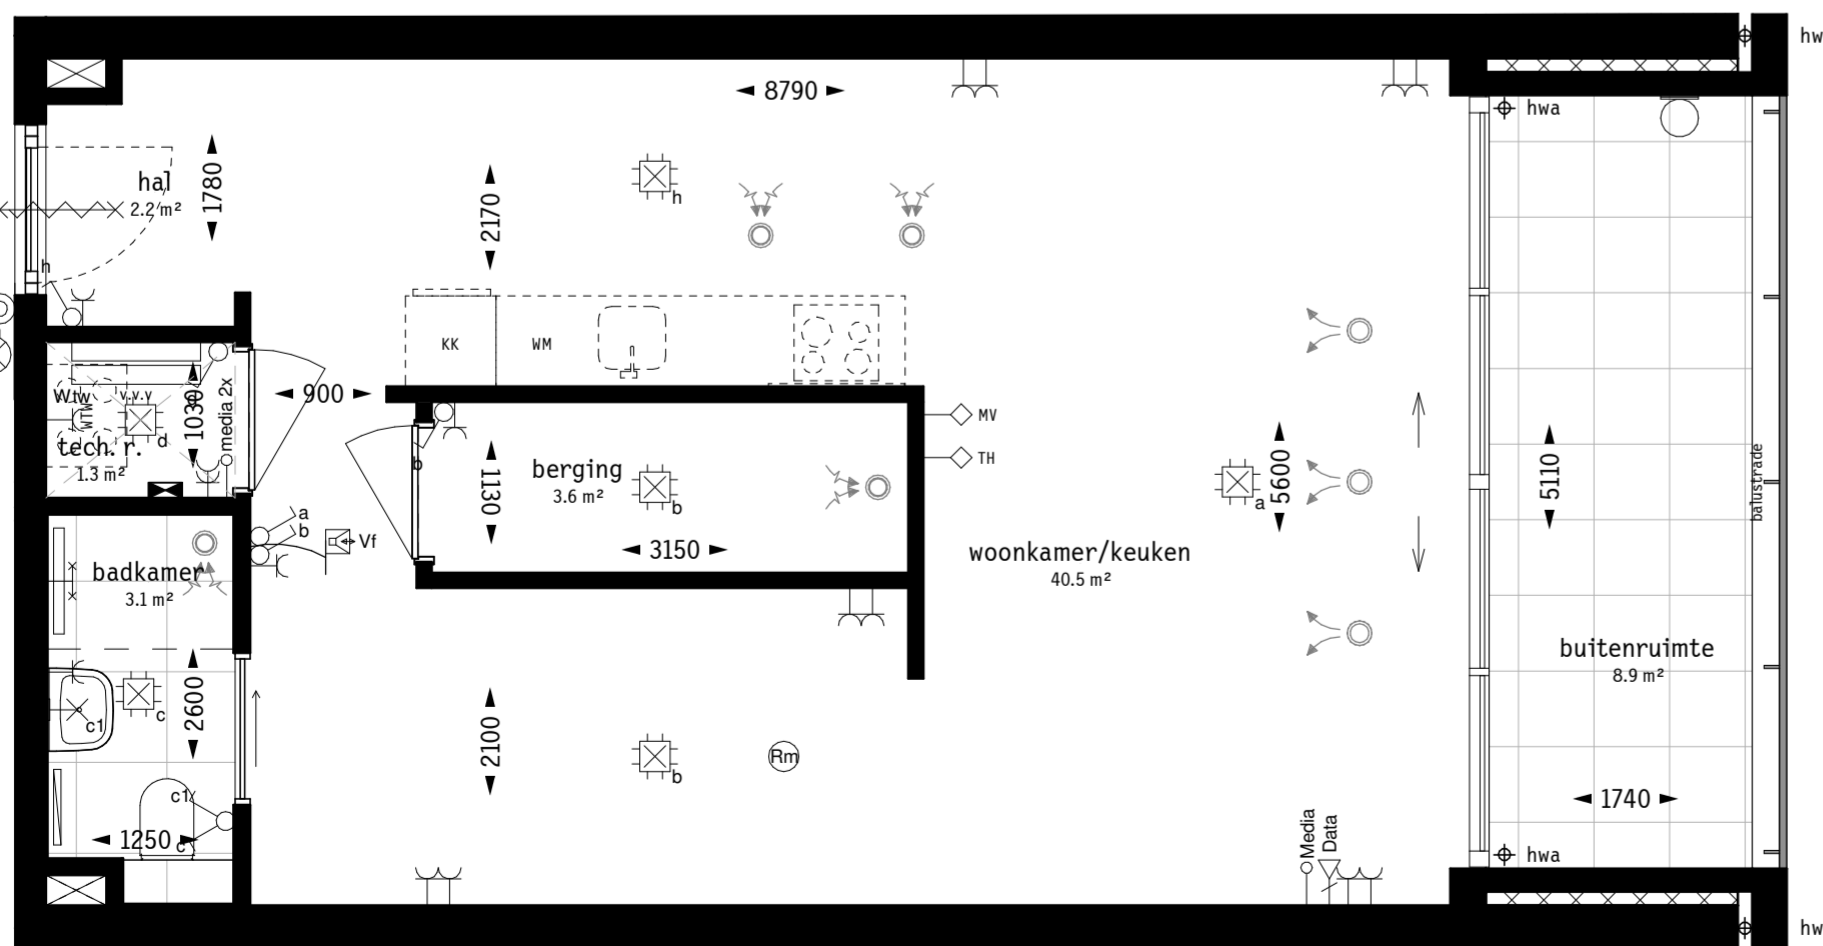 hw
8790
hwa
hal
2.2 m²
1780
h
2170
h
KK
WM
900
Wtw
v.v.v
WTW
d
1030
media 2x
tech. r.
1.3 m²
b
berging
3.6 m²
1130
b
3150
MV
TH
a
5600
5110
balustrade
a
b
Vf
badkamer
3.1 m²
woonkamer/keuken
40.5 m²
buitenruimte
8.9 m²
2600
c
c1
2100
b
Rm
c1
1250
c
Media
Data
1740
hwa
hw